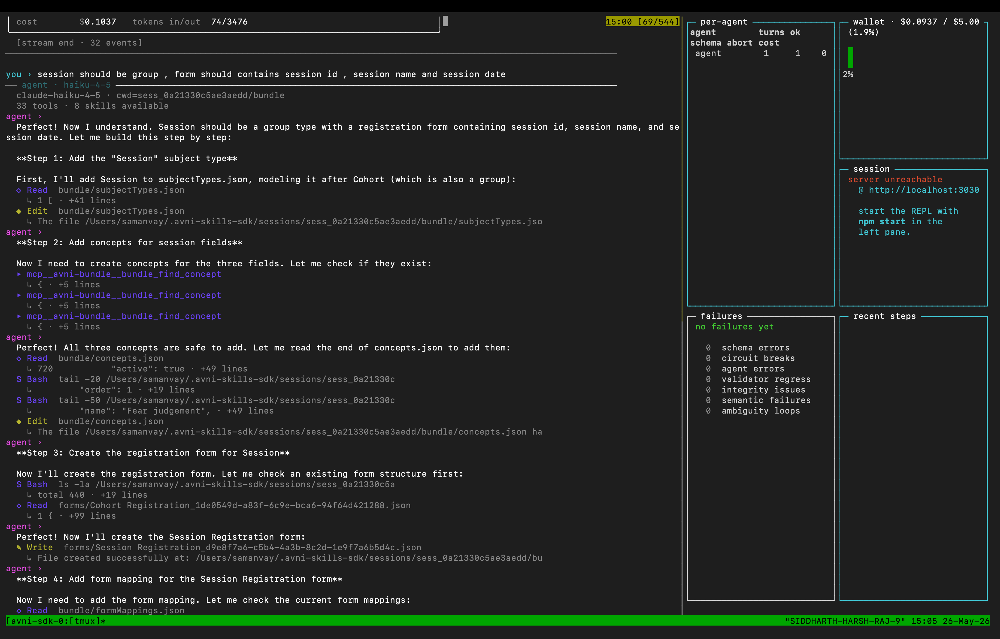 cost        $0.1037   tokens in/out  74/3476
15:00 [69/544]
[stream end · 32 events]
you › session should be group , form should contains session id , session name and session date
agent · haiku-4-5
claude-haiku-4-5 · cwd=sess_0a21330c5ae3aedd/bundle
33 tools · 8 skills available
agent ›
Perfect! Now I understand. Session should be a group type with a registration form containing session id, session name, and se
ssion date. Let me build this step by step:
**Step 1: Add the "Session" subject type**
First, I'll add Session to subjectTypes.json, modeling it after Cohort (which is also a group):
◇ Read  bundle/subjectTypes.json
↳ 1 [ · +41 lines
◆ Edit  bundle/subjectTypes.json
↳ The file /Users/samanvay/.avni-skills-sdk/sessions/sess_0a21330c5ae3aedd/bundle/subjectTypes.jso
agent ›
**Step 2: Add concepts for session fields**
Now I need to create concepts for the three fields. Let me check if they exist:
▸ mcp__avni-bundle__bundle_find_concept
↳ { · +5 lines
▸ mcp__avni-bundle__bundle_find_concept
↳ { · +5 lines
▸ mcp__avni-bundle__bundle_find_concept
↳ { · +5 lines
agent ›
Perfect! All three concepts are safe to add. Let me read the end of concepts.json to add them:
◇ Read  bundle/concepts.json
↳ 720           "active": true · +49 lines
$ Bash  tail -20 /Users/samanvay/.avni-skills-sdk/sessions/sess_0a21330c
↳         "order": 1 · +19 lines
$ Bash  tail -50 /Users/samanvay/.avni-skills-sdk/sessions/sess_0a21330c
↳         "name": "Fear judgement", · +49 lines
◆ Edit  bundle/concepts.json
↳ The file /Users/samanvay/.avni-skills-sdk/sessions/sess_0a21330c5ae3aedd/bundle/concepts.json ha
agent ›
**Step 3: Create the registration form for Session**
Now I'll create the registration form. Let me check an existing form structure first:
$ Bash  ls -la /Users/samanvay/.avni-skills-sdk/sessions/sess_0a21330c5a
↳ total 440 · +19 lines
◇ Read  forms/Cohort Registration_1de0549d-a83f-6c9e-bca6-94f64d421288.json
↳ 1 { · +99 lines
agent ›
Perfect! Now I'll create the Session Registration form:
✎ Write  forms/Session Registration_d9e8f7a6-c5b4-4a3b-8c2d-1e9f7a6b5d4c.json
↳ File created successfully at: /Users/samanvay/.avni-skills-sdk/sessions/sess_0a21330c5ae3aedd/bu
agent ›
**Step 4: Add form mapping for the Session Registration form**
Now I need to add the form mapping. Let me check the current form mappings:
◇ Read  bundle/formMappings.json
per-agent
agent        turns ok
schema abort cost
agent        1     1    0
wallet · $0.0937 / $5.00
(1.9%)
2%
session
server unreachable
@ http://localhost:3030
start the REPL with
npm start in the
left pane.
failures
no failures yet
0  schema errors
0  circuit breaks
0  agent errors
0  validator regress
0  integrity issues
0  semantic failures
0  ambiguity loops
recent steps
[avni-sdk-0:[tmux]*
"SIDDHARTH-HARSH-RAJ-9" 15:05 26-May-26